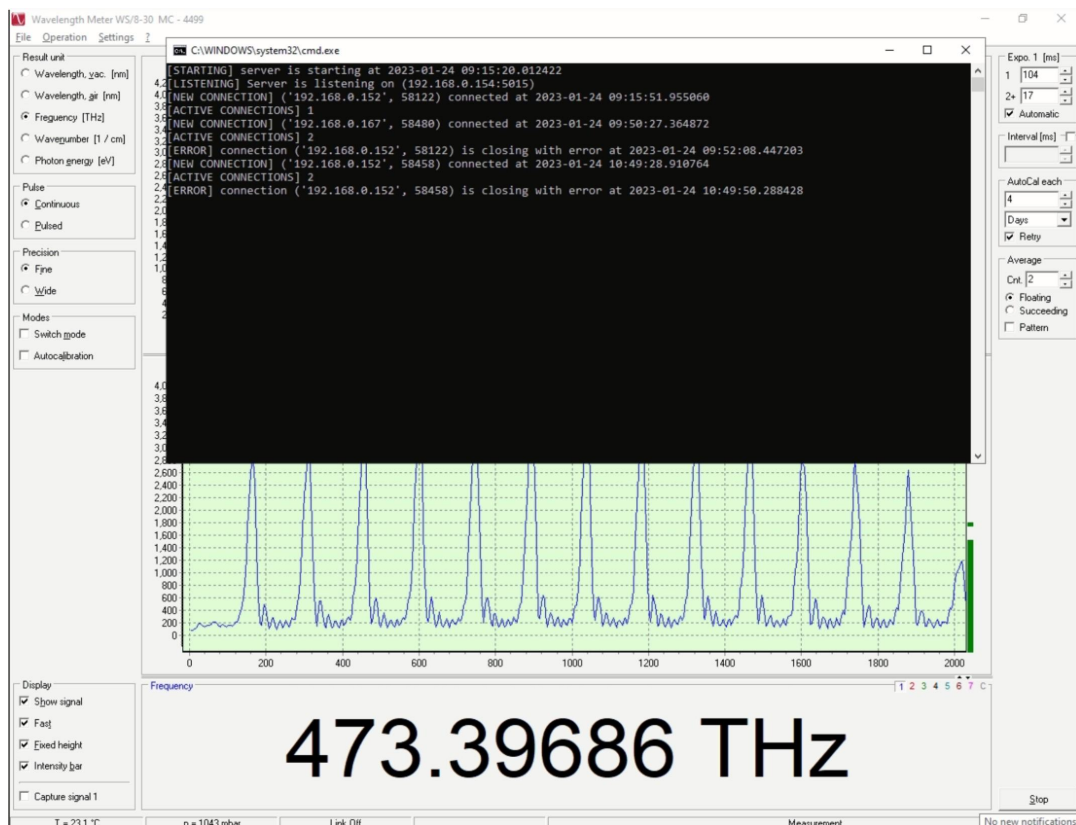 Wavelength Meter WS/8-30 MC - 4499
File Operation Settings ?
C:\WINDOWS\system32\cmd.exe
[STARTING] server is starting at 2023-01-24 09:15:20.012422
[LISTENING] Server is listening on (192.168.0.154:5015)
[NEW CONNECTION] ('192.168.0.152', 58122) connected at 2023-01-24 09:15:51.955060
[ACTIVE CONNECTIONS] 1
[NEW CONNECTION] ('192.168.0.167', 58480) connected at 2023-01-24 09:50:27.364872
[ACTIVE CONNECTIONS] 2
[ERROR] connection ('192.168.0.152', 58122) is closing with error at 2023-01-24 09:52:08.447203
[NEW CONNECTION] ('192.168.0.152', 58458) connected at 2023-01-24 10:49:28.910764
[ACTIVE CONNECTIONS] 2
[ERROR] connection ('192.168.0.152', 58458) is closing with error at 2023-01-24 10:49:50.288428
Result unit
Wavelength, vac. [nm]
Wavelength, air [nm]
Frequency [THz]
Wavenumber [1 / cm]
Photon energy [eV]
Pulse
Continuous
Pulsed
Precision
Fine
Wide
Modes
Switch mode
Autocalibration
Expo. 1 [ms]
1 104
2+ 17
Automatic
Interval [ms]
AutoCal each
4
Days
Retry
Average
Cnt. 2
Floating
Succeeding
Pattern
2,600
2,400
2,200
2,000
1,800
1,600
1,400
1,200
1,000
800
600
400
200
0
0 200 400 600 800 1000 1200 1400 1600 1800 2000
Display
Show signal
Fast
Fixed height
Intensity bar
Capture signal 1
Frequency
1 2 3 4 5 6 7 C
473.39686 THz
Stop
T = 23.1 °C p = 1043 mbar Link Off Measurement
No new notifications